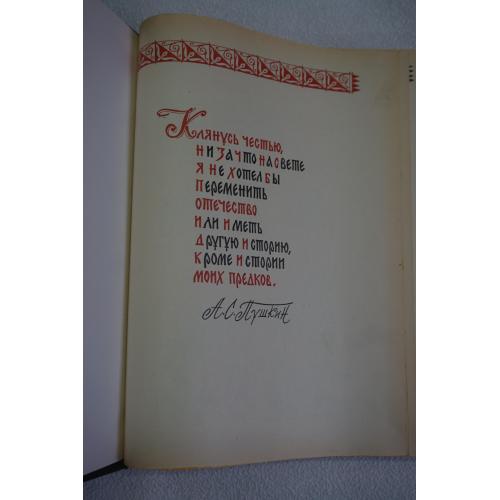 Клянусь честью,
ни за что на свете
я не хотел бы
переменить
отечество
или иметь
другую историю,
кроме истории
моих предков.
А.С.Пушкин